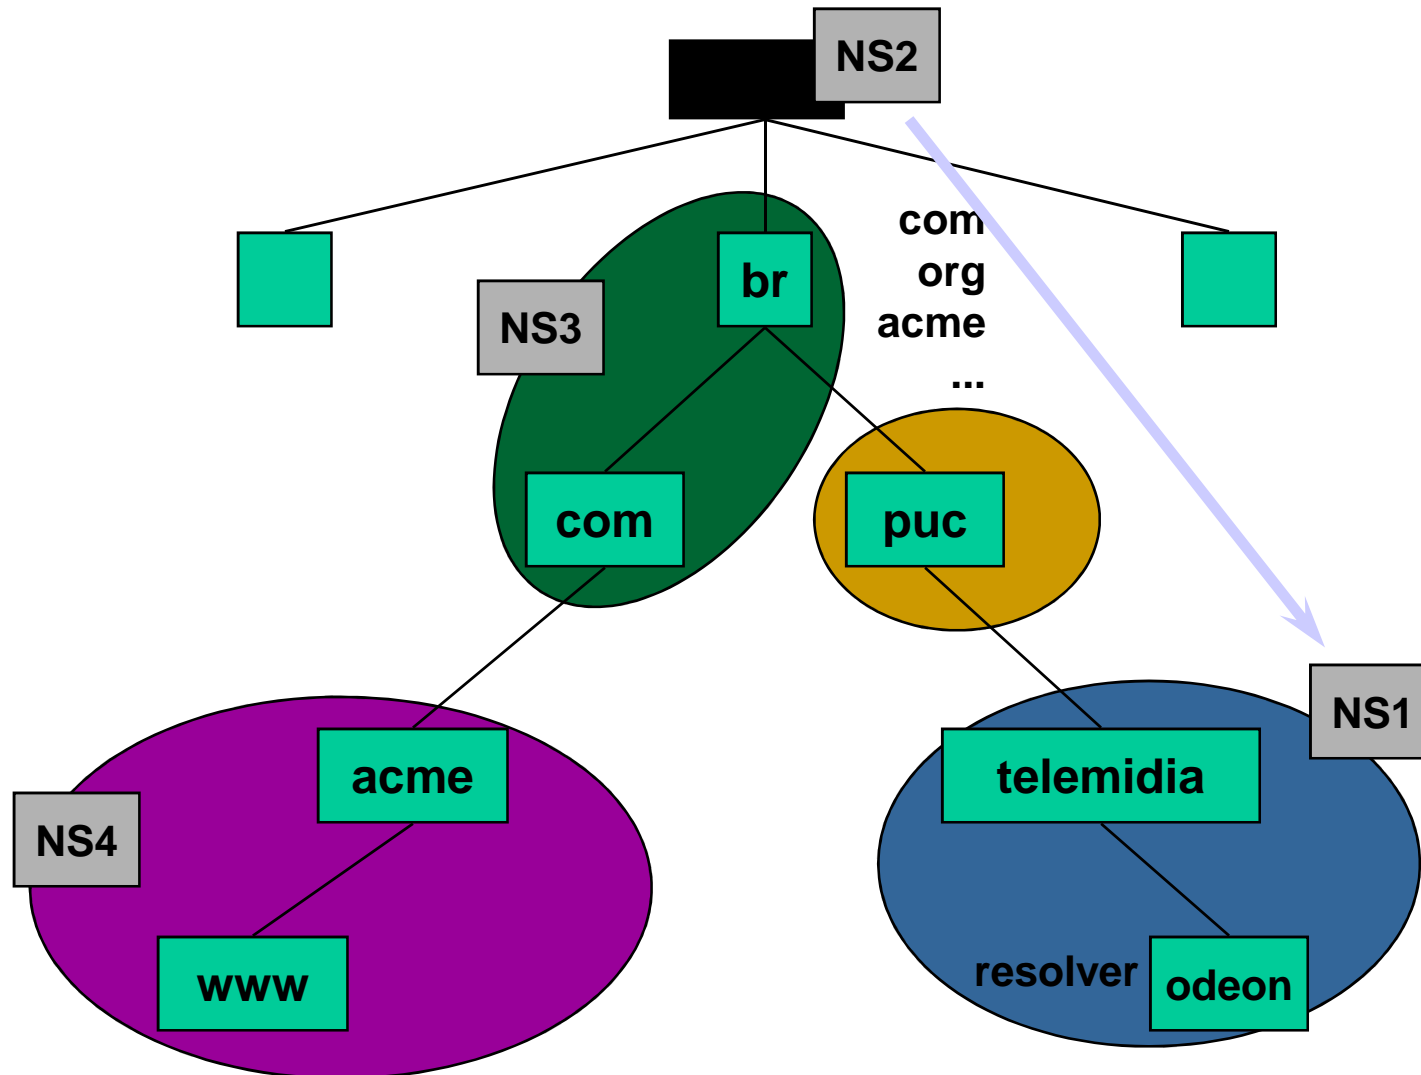 NS2
com
org
acme
...
br
NS3
com
puc
NS1
acme
telemidia
NS4
www
resolver
odeon